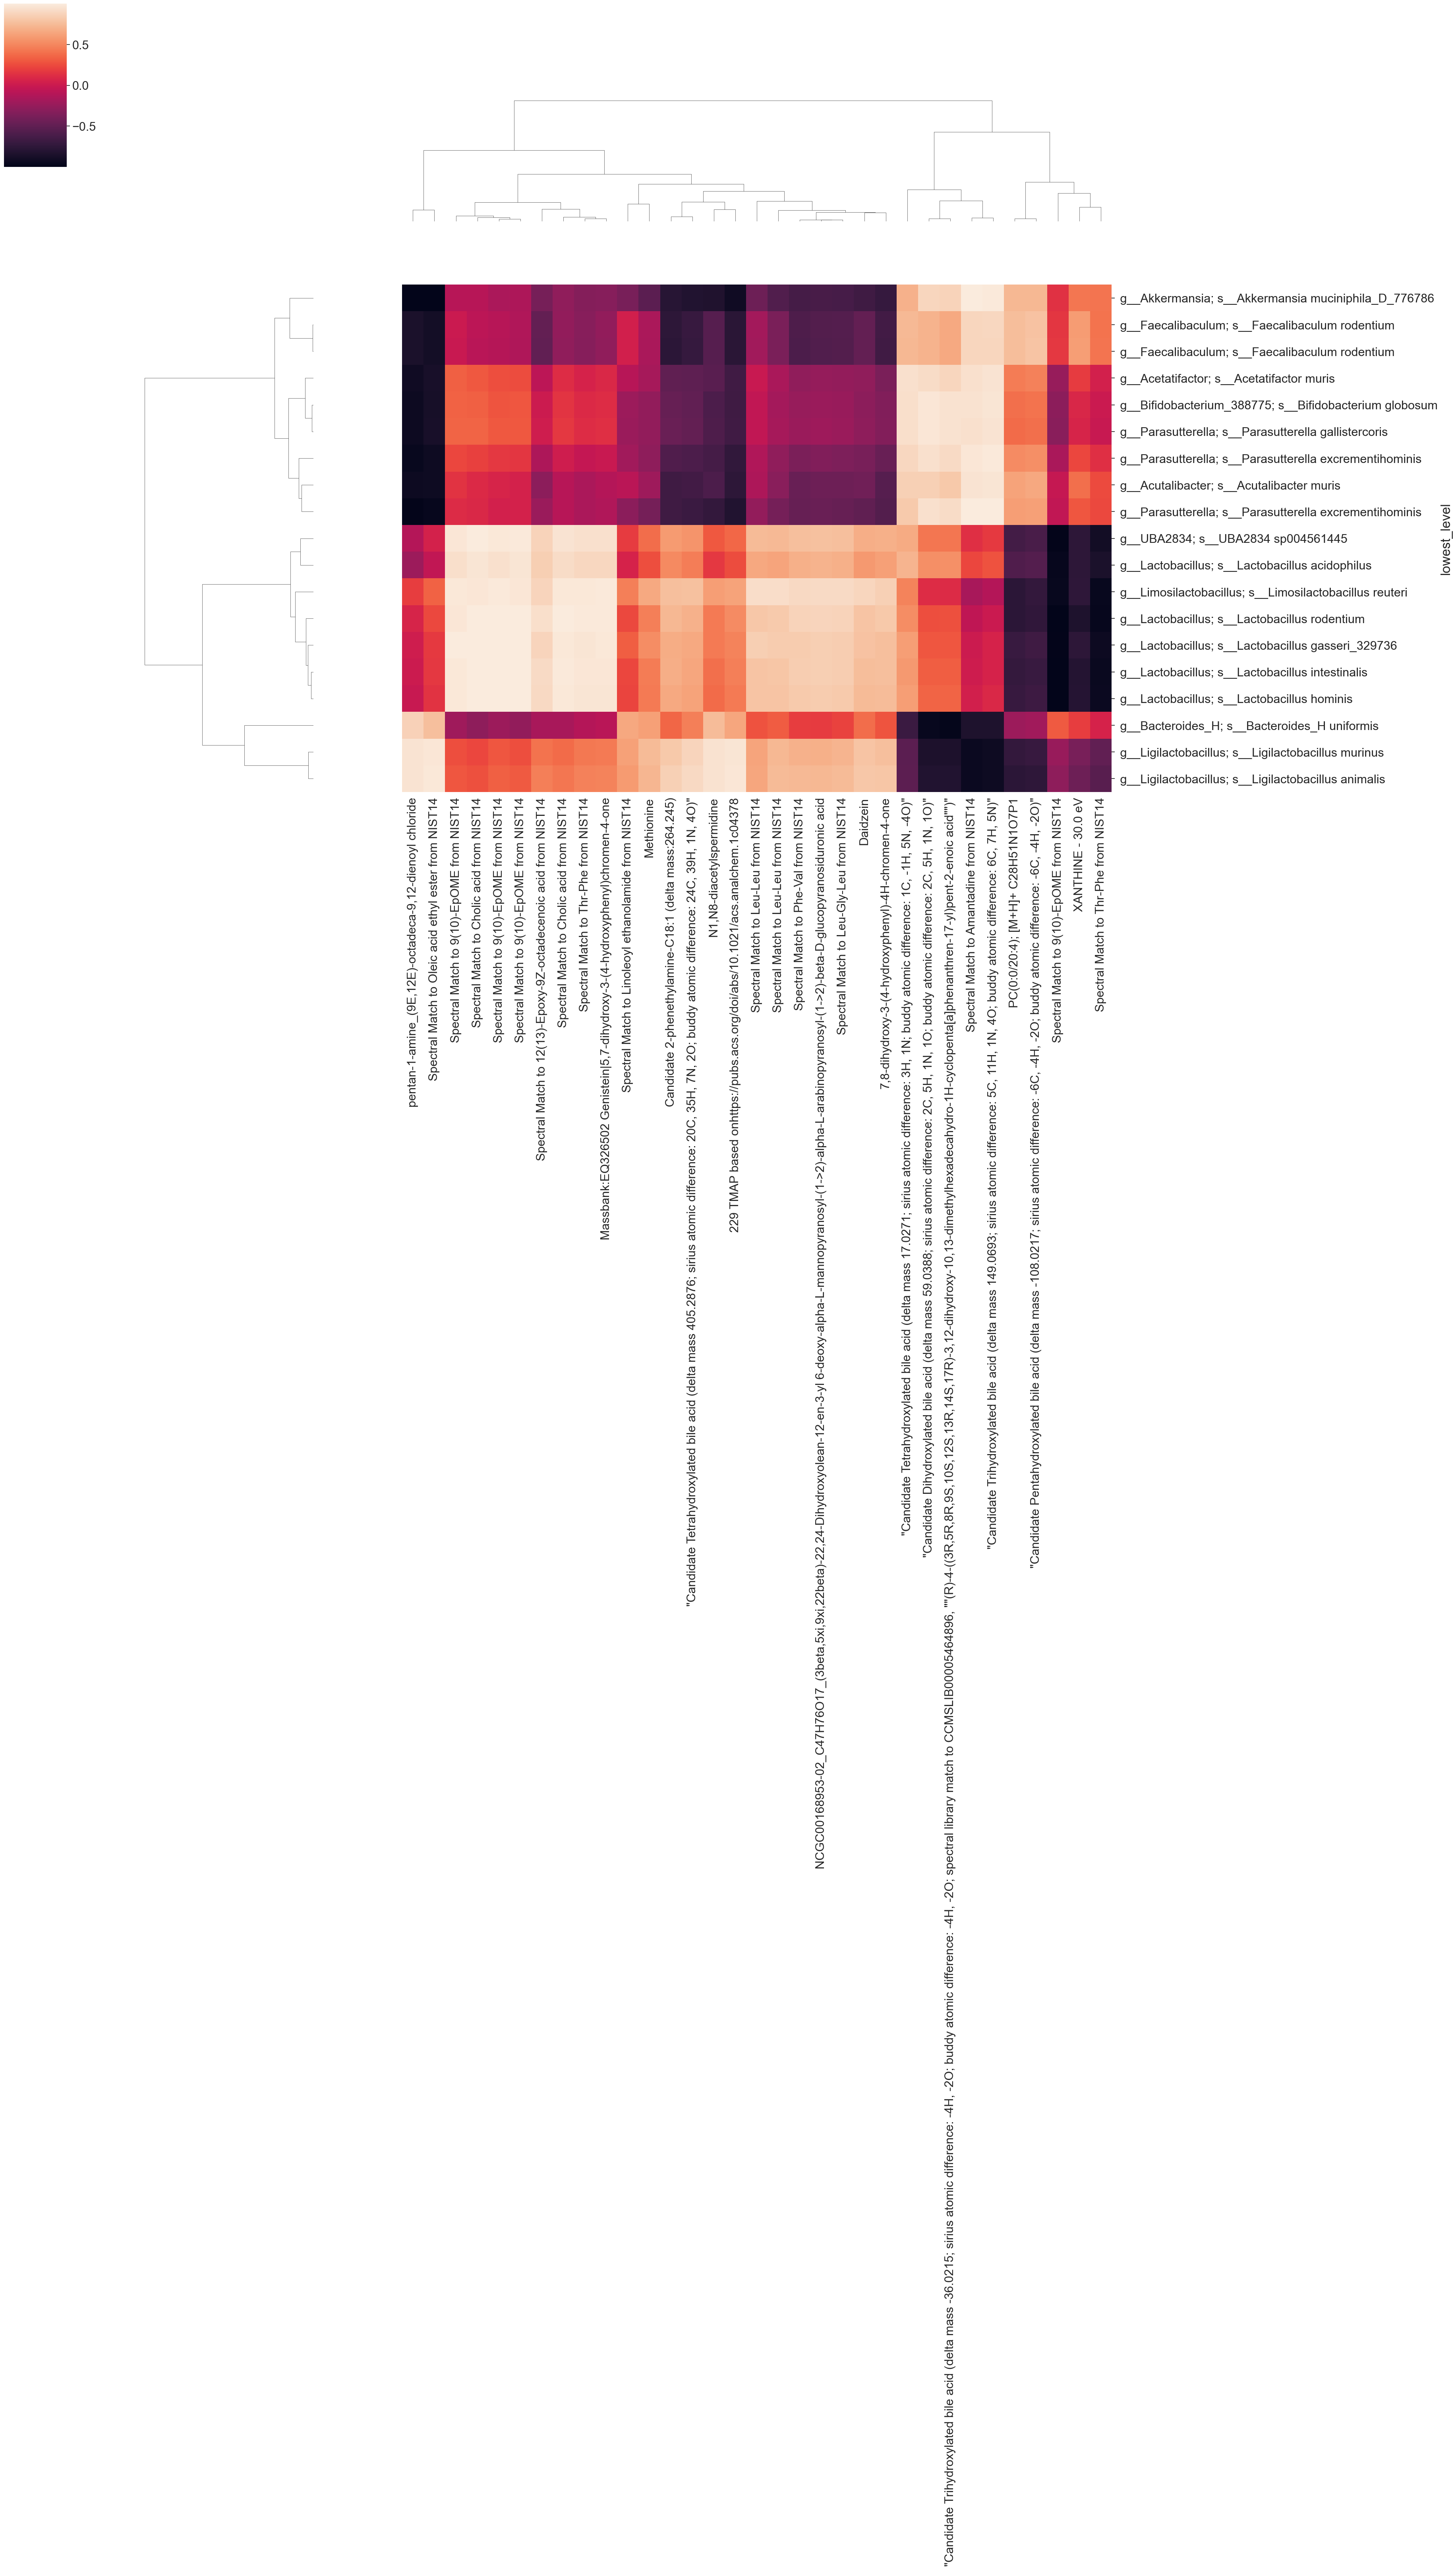 0.5
0.0
−0.5
g__Akkermansia; s__Akkermansia muciniphila_D_776786
g__Faecalibaculum; s__Faecalibaculum rodentium
g__Faecalibaculum; s__Faecalibaculum rodentium
g__Acetatifactor; s__Acetatifactor muris
g__Bifidobacterium_388775; s__Bifidobacterium globosum
g__Parasutterella; s__Parasutterella gallistercoris
g__Parasutterella; s__Parasutterella excrementihominis
g__Acutalibacter; s__Acutalibacter muris
g__Parasutterella; s__Parasutterella excrementihominis
g__UBA2834; s__UBA2834 sp004561445
g__Lactobacillus; s__Lactobacillus acidophilus
g__Limosilactobacillus; s__Limosilactobacillus reuteri
g__Lactobacillus; s__Lactobacillus rodentium
g__Lactobacillus; s__Lactobacillus gasseri_329736
g__Lactobacillus; s__Lactobacillus intestinalis
g__Lactobacillus; s__Lactobacillus hominis
g__Bacteroides_H; s__Bacteroides_H uniformis
g__Ligilactobacillus; s__Ligilactobacillus murinus
g__Ligilactobacillus; s__Ligilactobacillus animalis
lowest_level
pentan-1-amine_(9E,12E)-octadeca-9,12-dienoyl chloride
Spectral Match to Oleic acid ethyl ester from NIST14
Spectral Match to 9(10)-EpOME from NIST14
Spectral Match to Cholic acid from NIST14
Spectral Match to 9(10)-EpOME from NIST14
Spectral Match to 9(10)-EpOME from NIST14
Spectral Match to 12(13)-Epoxy-9Z-octadecenoic acid from NIST14
Spectral Match to Cholic acid from NIST14
Spectral Match to Thr-Phe from NIST14
Massbank:EQ326502 Genistein|5,7-dihydroxy-3-(4-hydroxyphenyl)chromen-4-one
Spectral Match to Linoleoyl ethanolamide from NIST14
Methionine
Candidate 2-phenethylamine-C18:1 (delta mass:264.245)
"Candidate Tetrahydroxylated bile acid (delta mass 405.2876; sirius atomic difference: 20C, 35H, 7N, 2O; buddy atomic difference: 24C, 39H, 1N, 4O)"
N1,N8-diacetylspermidine
229 TMAP based onhttps://pubs.acs.org/doi/abs/10.1021/acs.analchem.1c04378
Spectral Match to Leu-Leu from NIST14
Spectral Match to Leu-Leu from NIST14
Spectral Match to Phe-Val from NIST14
NCGC00168953-02_C47H76O17_(3beta,5xi,9xi,22beta)-22,24-Dihydroxyolean-12-en-3-yl 6-deoxy-alpha-L-mannopyranosyl-(1->2)-alpha-L-arabinopyranosyl-(1->2)-beta-D-glucopyranosiduronic acid
Spectral Match to Leu-Gly-Leu from NIST14
Daidzein
7,8-dihydroxy-3-(4-hydroxyphenyl)-4H-chromen-4-one
"Candidate Tetrahydroxylated bile acid (delta mass 17.0271; sirius atomic difference: 3H, 1N; buddy atomic difference: 1C, -1H, 5N, -4O)"
"Candidate Dihydroxylated bile acid (delta mass 59.0388; sirius atomic difference: 2C, 5H, 1N, 1O; buddy atomic difference: 2C, 5H, 1N, 1O)"
"Candidate Trihydroxylated bile acid (delta mass -36.0215; sirius atomic difference: -4H, -2O; buddy atomic difference: -4H, -2O; spectral library match to CCMSLIB00005464896, ""(R)-4-((3R,5R,8R,9S,10S,12S,13R,14S,17R)-3,12-dihydroxy-10,13-dimethylhexadecahydro-1H-cyclopenta[a]phenanthren-17-yl)pent-2-enoic acid"")"
Spectral Match to Amantadine from NIST14
"Candidate Trihydroxylated bile acid (delta mass 149.0693; sirius atomic difference: 5C, 11H, 1N, 4O; buddy atomic difference: 6C, 7H, 5N)"
PC(0:0/20:4); [M+H]+ C28H51N1O7P1
"Candidate Pentahydroxylated bile acid (delta mass -108.0217; sirius atomic difference: -6C, -4H, -2O; buddy atomic difference: -6C, -4H, -2O)"
Spectral Match to 9(10)-EpOME from NIST14
XANTHINE - 30.0 eV
Spectral Match to Thr-Phe from NIST14